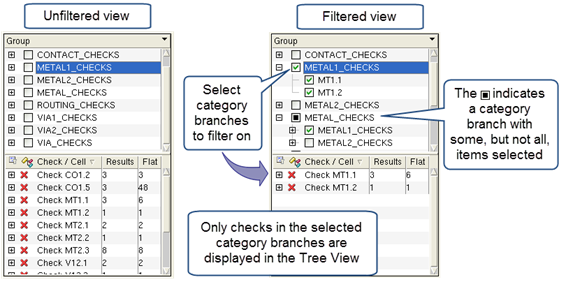 Unfiltered view
Group
CONTACT_CHECKS
METAL1_CHECKS
METAL2_CHECKS
METAL_CHECKS
ROUTING_CHECKS
VIA1_CHECKS
VIA2_CHECKS
VIA_CHECKS
Check / Cell Results Flat
Check CO1.2 3 3
Check CO1.5 3 48
Check MT1.1 3 6
Check MT1.2 1 1
Check MT2.1 2 2
Check MT2.2 1 1
Check MT2.3 8 8
Check V12.1 2 2
Select
category
branches
to filter on
Filtered view
Group
CONTACT_CHECKS
METAL1_CHECKS
MT1.1
MT1.2
METAL2_CHECKS
METAL_CHECKS
METAL1_CHECKS
METAL2_CHECKS
Check / Cell Results Flat
Check MT1.1 3 6
Check MT1.2 1 1
The indicates
a category
branch with
some, but not all,
items selected
Only checks in the selected
category branches are
displayed in the Tree View